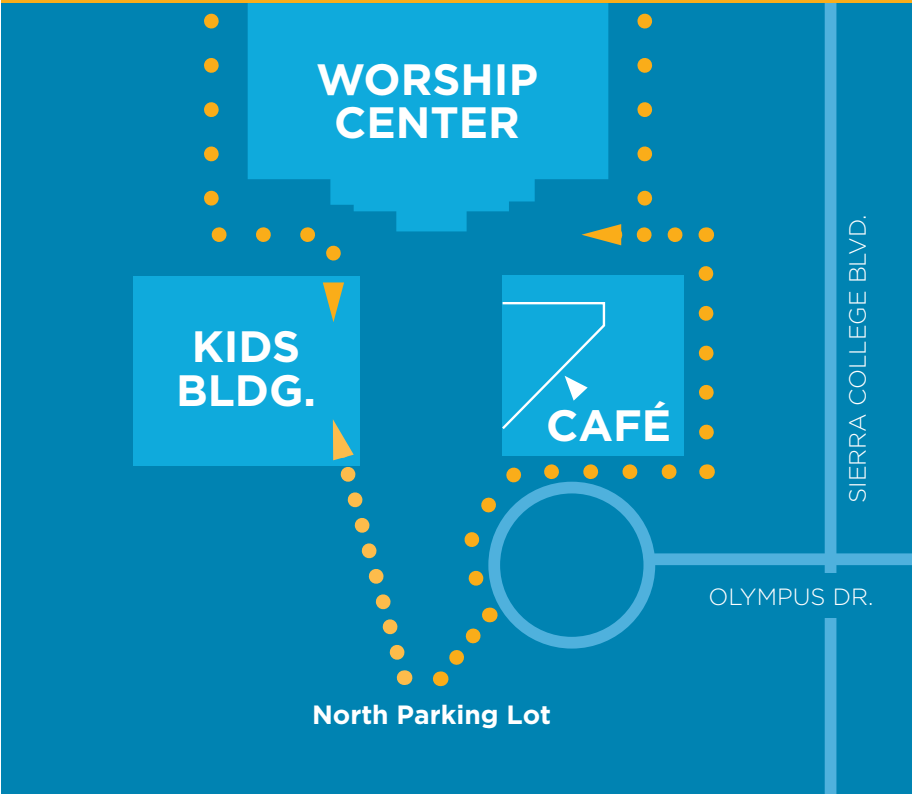 WORSHIP
CENTER
KIDS
BLDG.
CAFÉ
SIERRA COLLEGE BLVD.
OLYMPUS DR.
North Parking Lot